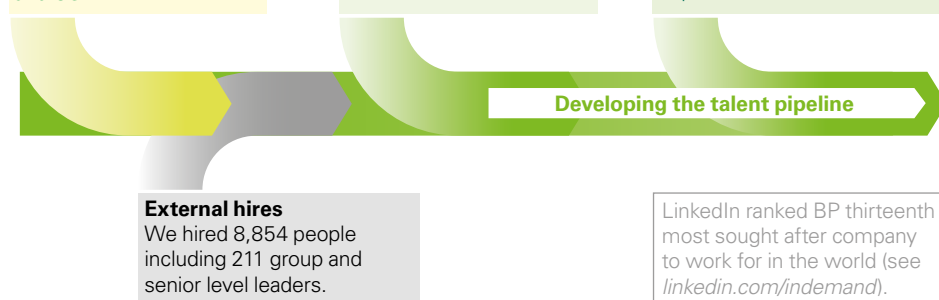 Developing the talent pipeline
External hires
We hired 8,854 people
including 211 group and
senior level leaders.
LinkedIn ranked BP thirteenth
most sought after company
to work for in the world (see
linkedin.com/indemand).